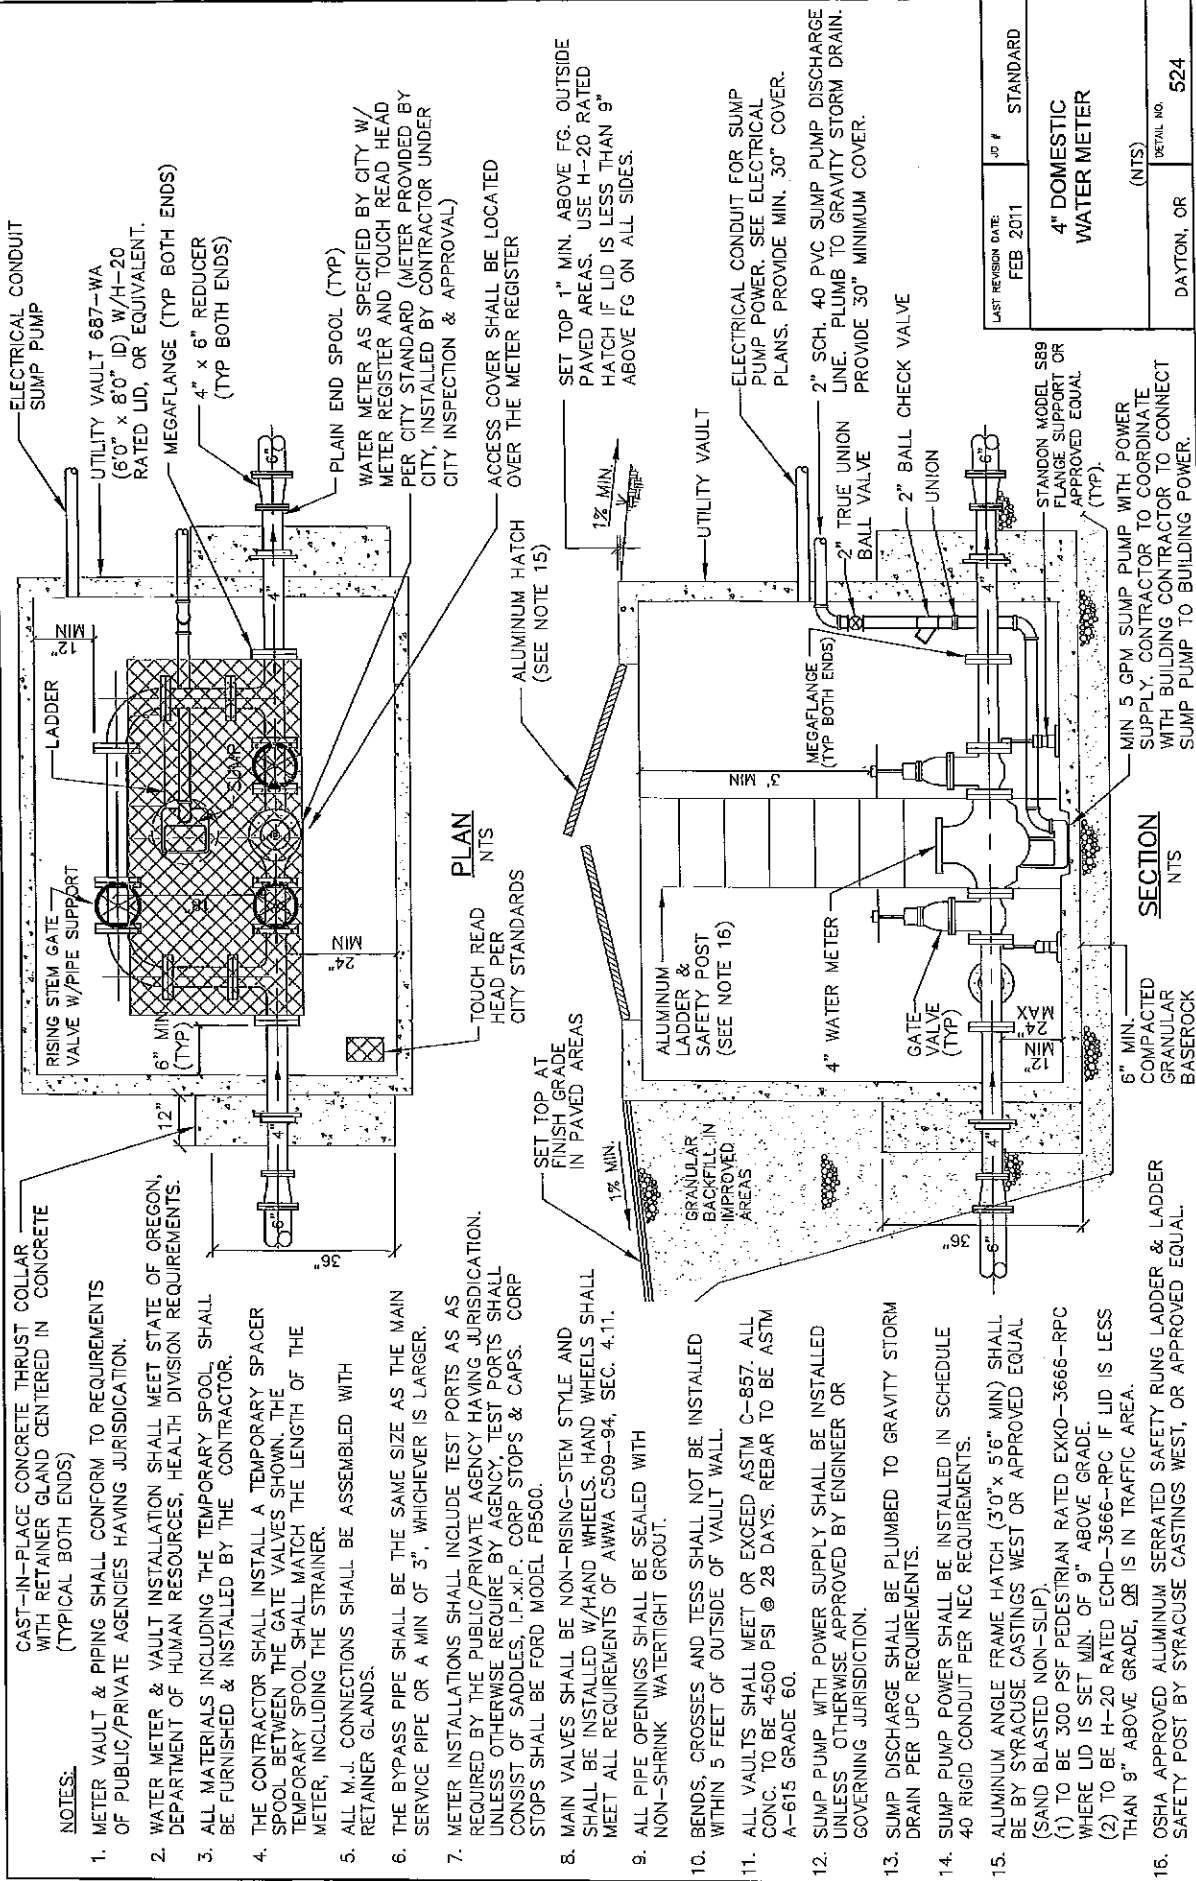 CAST-IN-PLACE CONCRETE THRUST COLLAR
WITH RETAINER GLAND CENTERED IN CONCRETE
(TYPICAL BOTH ENDS)
NOTES:
1. METER VAULT & PIPING SHALL CONFORM TO REQUIREMENTS
OF PUBLIC/PRIVATE AGENCIES HAVING JURISDICATION.
2. WATER METER & VAULT INSTALLATION SHALL MEET STATE OF OREGON,
DEPARTMENT OF HUMAN RESOURCES, HEALTH DIVISION REQUIREMENTS.
3. ALL MATERIALS INCLUDING THE TEMPORARY SPOOL, SHALL
BE FURNISHED & INSTALLED BY THE CONTRACTOR.
4. THE CONTRACTOR SHALL INSTALL A TEMPORARY SPACER
SPOOL BETWEEN THE GATE VALVES SHOWN. THE
TEMPORARY SPOOL SHALL MATCH THE LENGTH OF THE
METER, INCLUDING THE STRAINER.
5. ALL M.J. CONNECTIONS SHALL BE ASSEMBLED WITH
RETAINER GLANDS.
6. THE BYPASS PIPE SHALL BE THE SAME SIZE AS THE MAIN
SERVICE PIPE OR A MIN OF 3", WHICHEVER IS LARGER.
7. METER INSTALLATIONS SHALL INCLUDE TEST PORTS AS AS
REQUIRED BY THE PUBLIC/PRIVATE AGENCY HAVING JURISDICATION.
UNLESS OTHERWISE REQUIRE BY AGENCY, TEST PORTS SHALL
CONSIST OF SADDLES, I.P.xI.P. CORP STOPS & CAPS. CORP
STOPS SHALL BE FORD MODEL FB500.
8. MAIN VALVES SHALL BE NON-RISING-STEM STYLE AND
SHALL BE INSTALLED W/HAND WHEELS. HAND WHEELS SHALL
MEET ALL REQUIREMENTS OF AWWA C509-94, SEC. 4.11.
9. ALL PIPE OPENINGS SHALL BE SEALED WITH
NON-SHRINK WATERTIGHT GROUT.
10. BENDS, CROSSES AND TESS SHALL NOT BE INSTALLED
WITHIN 5 FEET OF OUTSIDE OF VAULT WALL.
11. ALL VAULTS SHALL MEET OR EXCEED ASTM C-857. ALL
CONC. TO BE 4500 PSI @ 28 DAYS. REBAR TO BE ASTM
A-615 GRADE 60.
12. SUMP PUMP WITH POWER SUPPLY SHALL BE INSTALLED
UNLESS OTHERWISE APPROVED BY ENGINEER OR
GOVERNING JURISDICTION.
13. SUMP DISCHARGE SHALL BE PLUMBED TO GRAVITY STORM
DRAIN PER UPC REQUIREMENTS.
14. SUMP PUMP POWER SHALL BE INSTALLED IN SCHEDULE
40 RIGID CONDUIT PER NEC REQUIREMENTS.
15. ALUMINUM ANGLE FRAME HATCH (3'0"x 5'6" MIN) SHALL
BE BY SYRACUSE CASTINGS WEST OR APPROVED EQUAL
(SAND BLASTED NON-SLIP).
(1) TO BE 300 PSF PEDESTRIAN RATED EXKD-3666-RPC
WHERE LID IS SET MIN. OF 9" ABOVE GRADE.
(2) TO BE H-20 RATED ECHD-3666-RPC IF LID IS LESS
THAN 9" ABOVE GRADE, OR IS IN TRAFFIC AREA.
16. OSHA APPROVED ALUMINUM SERRATED SAFETY RUNG LADDER & LADDER
SAFETY POST BY SYRACUSE CASTINGS WEST, OR APPROVED EQUAL.
12"
36"
6"
4"
6" MIN
(TYP)
RISING STEM GATE
VALVE W/PIPE SUPPORT
LADDER
12"
MIN
SUMP
24"
MIN
4"
6"
ELECTRICAL CONDUIT
SUMP PUMP
UTILITY VAULT 687-WA
(6'0" x 8'0" ID) W/H-20
RATED LID, OR EQUIVALENT.
MEGAFLANGE (TYP BOTH ENDS)
4" x 6" REDUCER
(TYP BOTH ENDS)
PLAIN END SPOOL (TYP)
WATER METER AS SPECIFIED BY CITY W/
METER REGISTER AND TOUCH READ HEAD
PER CITY STANDARD (METER PROVIDED BY
CITY, INSTALLED BY CONTRACTOR UNDER
CITY INSPECTION & APPROVAL)
ACCESS COVER SHALL BE LOCATED
OVER THE METER REGISTER
TOUCH READ
HEAD PER
CITY STANDARDS
PLAN
NTS
ALUMINUM HATCH
(SEE NOTE 15)
SET TOP AT
FINISH GRADE
IN PAVED AREAS
1% MIN.
GRANULAR
BACKFILL IN
IMPROVED
AREAS
36"
6"
4"
ALUMINUM
LADDER &
SAFETY POST
(SEE NOTE 16)
4" WATER METER
GATE
VALVE
(TYP)
12"
MIN
24"
MAX
3' MIN
MEGAFLANGE
(TYP BOTH ENDS)
4"
6"
1% MIN.
SET TOP 1" MIN. ABOVE FG. OUTSIDE
PAVED AREAS. USE H-20 RATED
HATCH IF LID IS LESS THAN 9"
ABOVE FG ON ALL SIDES.
UTILITY VAULT
ELECTRICAL CONDUIT FOR SUMP
PUMP POWER. SEE ELECTRICAL
PLANS. PROVIDE MIN. 30" COVER.
2" SCH. 40 PVC SUMP PUMP DISCHARGE
LINE. PLUMB TO GRAVITY STORM DRAIN.
PROVIDE 30" MINIMUM COVER.
2" TRUE UNION
BALL VALVE
2" BALL CHECK VALVE
UNION
STANDON MODEL S89
FLANGE SUPPORT OR
APPROVED EQUAL
(TYP).
MIN 5 GPM SUMP PUMP WITH POWER
SUPPLY. CONTRACTOR TO COORDINATE
WITH BUILDING CONTRACTOR TO CONNECT
SUMP PUMP TO BUILDING POWER.
6" MIN.
COMPACTED
GRANULAR
BASEROCK
SECTION
NTS
LAST REVISION DATE:
FEB 2011
JO #
STANDARD
4" DOMESTIC
WATER METER
(NTS)
DAYTON, OR
DETAIL NO.
524